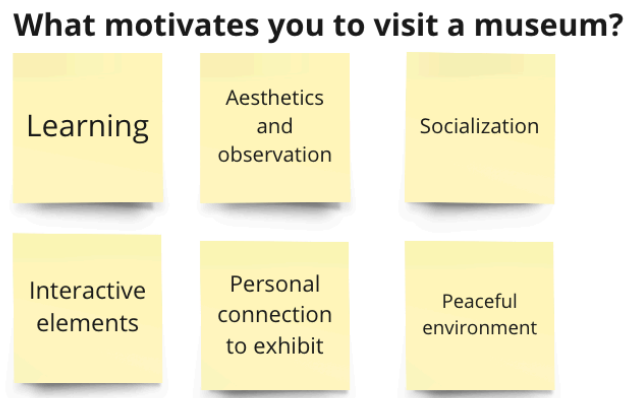 What motivates you to visit a museum?
Learning
Aesthetics
and
observation
Socialization
Interactive
elements
Personal
connection
to exhibit
Peaceful
environment